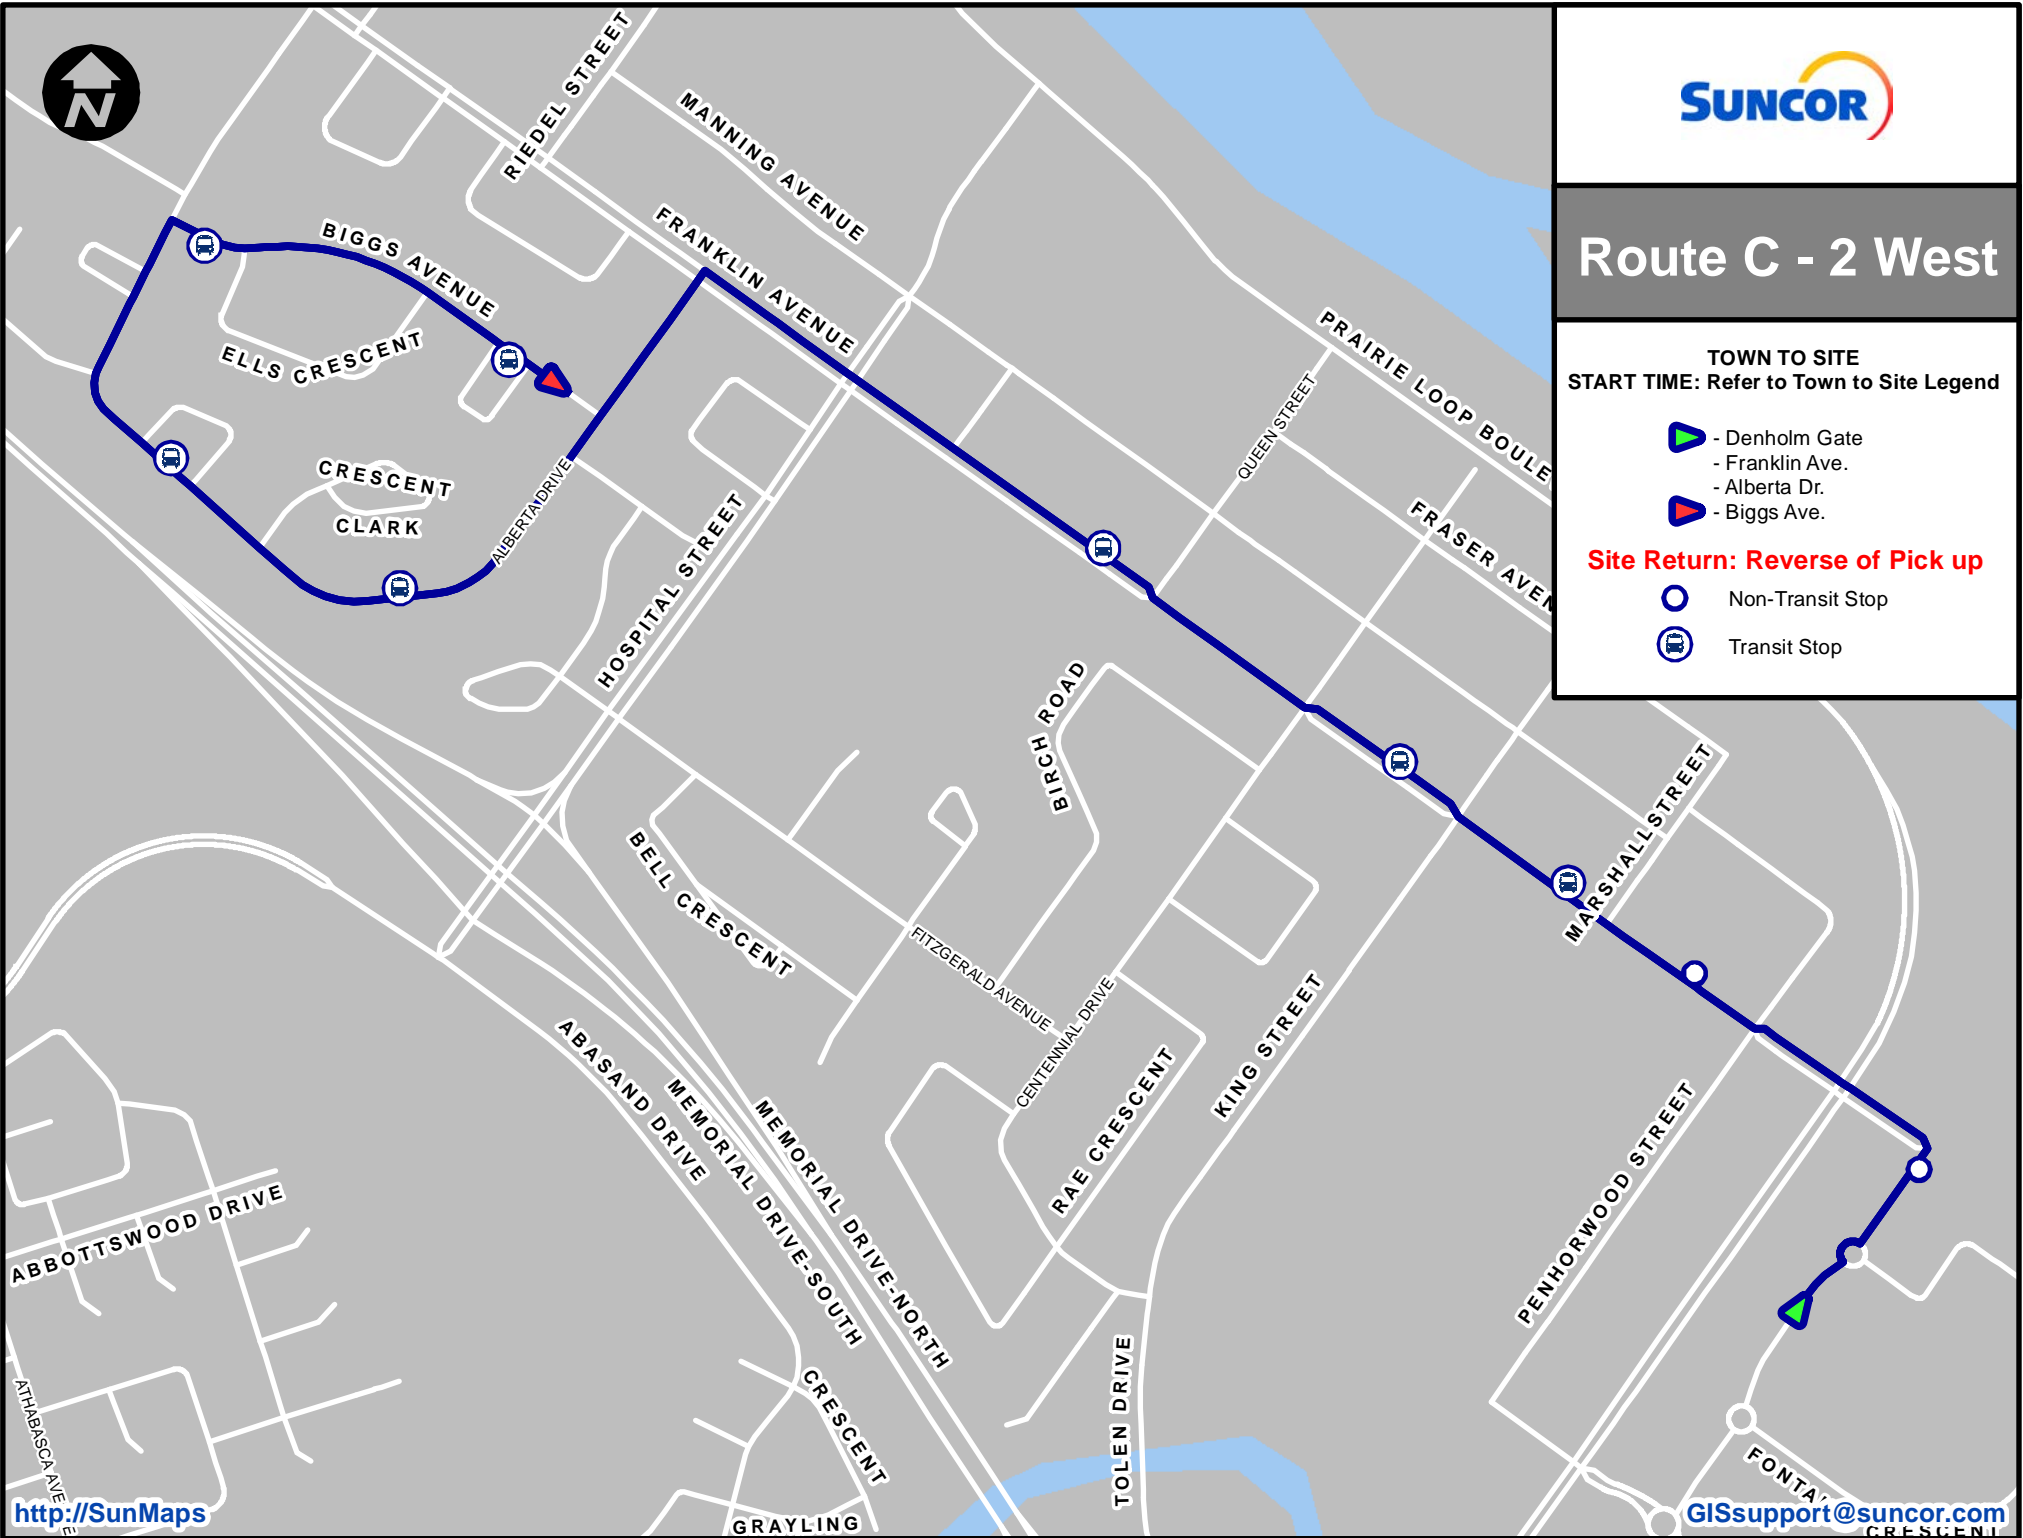 N
SUNCOR
Route C - 2 West
TOWN TO SITE
START TIME: Refer to Town to Site Legend
- Denholm Gate
- Franklin Ave.
- Alberta Dr.
- Biggs Ave.
Site Return: Reverse of Pick up
Non-Transit Stop
Transit Stop
RIEDEL STREET
MANNING AVENUE
FRANKLIN AVENUE
BIGGS AVENUE
ELLS CRESCENT
CRESCENT
CLARK
ALBERTA DRIVE
HOSPITAL STREET
QUEEN STREET
PRAIRIE LOOP BOULE
FRASER AVEN
BIRCH ROAD
MARSHALL STREET
BELL CRESCENT
FITZGERALD AVENUE
CENTENNIAL DRIVE
KING STREET
RAE CRESCENT
ABASAND DRIVE
MEMORIAL DRIVE-SOUTH
MEMORIAL DRIVE-NORTH
PENHORWOOD STREET
ABBOTTSWOOD DRIVE
TOLEN DRIVE
CRESCENT
GRAYLING
FONTA
CRESCENT
http://SunMaps
GISsupport@suncor.com